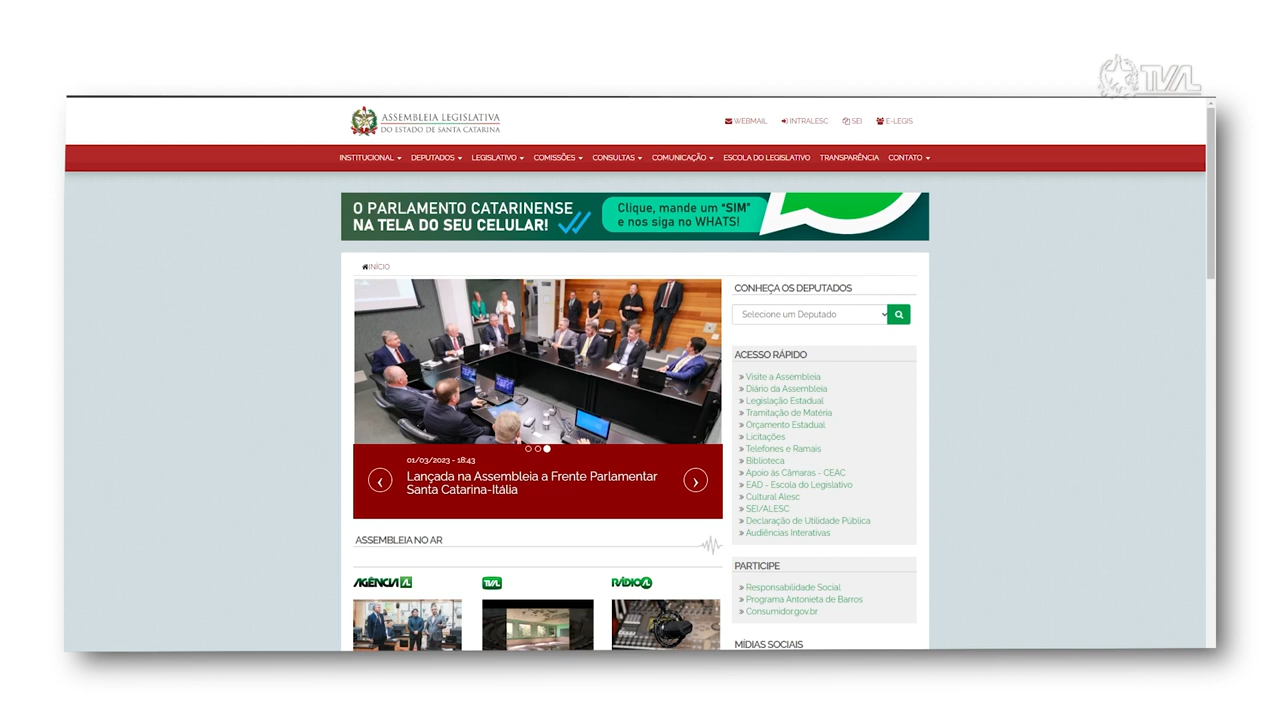 TVAL
ASSEMBLEIA LEGISLATIVA
DO ESTADO DE SANTA CATARINA
WEBMAIL INTRALESC SEI E-LEGIS
INSTITUCIONAL DEPUTADOS LEGISLATIVO COMISSÕES CONSULTAS COMUNICAÇÃO ESCOLA DO LEGISLATIVO TRANSPARÊNCIA CONTATO
O PARLAMENTO CATARINENSE
NA TELA DO SEU CELULAR!
Clique, mande um "SIM"
e nos siga no WHATS!
INÍCIO
01/03/2023 - 18:43
Lançada na Assembleia a Frente Parlamentar
Santa Catarina-Itália
ASSEMBLEIA NO AR
AGÊNCIA AL
TVAL
RÁDIO AL
CONHEÇA OS DEPUTADOS
Selecione um Deputado
ACESSO RÁPIDO
» Visite a Assembleia
» Diário da Assembleia
» Legislação Estadual
» Tramitação de Matéria
» Orçamento Estadual
» Licitações
» Telefones e Ramais
» Biblioteca
» Apoio às Câmaras - CEAC
» EAD - Escola do Legislativo
» Cultural Alesc
» SEI/ALESC
» Declaração de Utilidade Pública
» Audiências Interativas
PARTICIPE
» Responsabilidade Social
» Programa Antonieta de Barros
» Consumidor.gov.br
MÍDIAS SOCIAIS